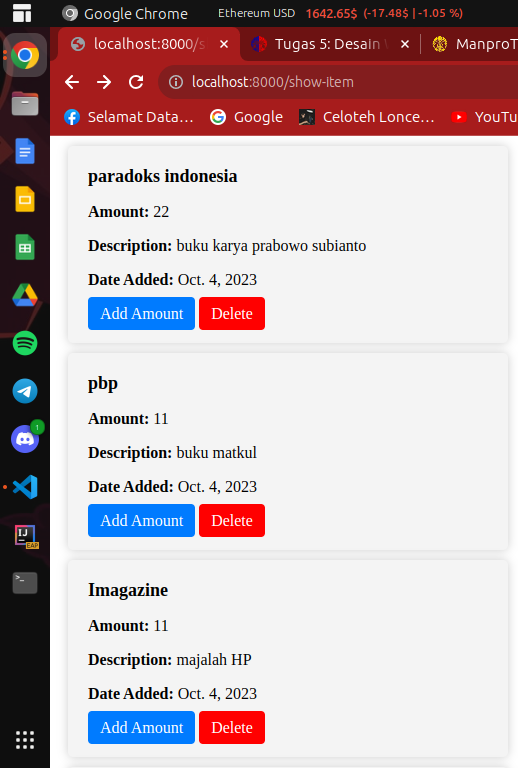 Google Chrome
Ethereum USD 1642.65$ (-17.48$ | -1.05 %)
localhost:8000/s
Tugas 5: Desain
ManproT
localhost:8000/show-item
Selamat Data…
Google
Celoteh Lonce…
YouTu
paradoks indonesia
Amount: 22
Description: buku karya prabowo subianto
Date Added: Oct. 4, 2023
Add Amount Delete
pbp
Amount: 11
Description: buku matkul
Date Added: Oct. 4, 2023
Add Amount Delete
Imagazine
Amount: 11
Description: majalah HP
Date Added: Oct. 4, 2023
Add Amount Delete